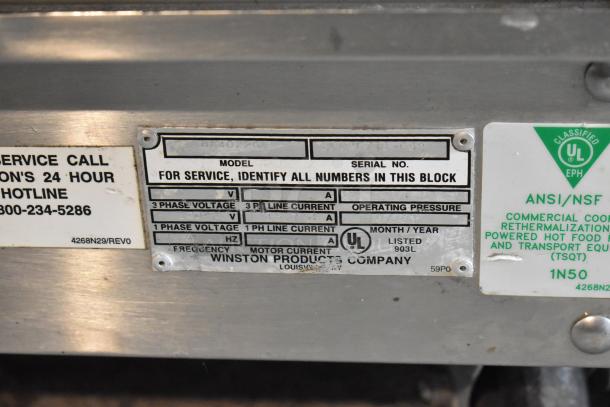 SERVICE CALL
ON'S 24 HOUR
HOTLINE
800-234-5286
4268N29/REV0
MODEL SERIAL NO.
FOR SERVICE, IDENTIFY ALL NUMBERS IN THIS BLOCK
V A
3 PHASE VOLTAGE 3 PH LINE CURRENT OPERATING PRESSURE
V A
1 PHASE VOLTAGE 1 PH LINE CURRENT MONTH / YEAR
HZ A UL LISTED
FREQUENCY MOTOR CURRENT 903L
WINSTON PRODUCTS COMPANY
59P0
CLASSIFIED
UL
EPH
ANSI/NSF
COMMERCIAL COO
RETHERMALIZATION
POWERED HOT FOOD
AND TRANSPORT EQU
(TSQT)
1N50
4268N2